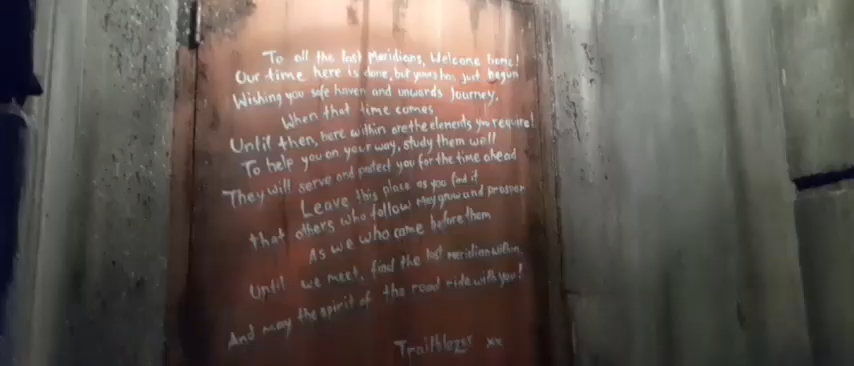 To all the lost Meridians, Welcome home!
Our time here is done, but yours has just begun
Wishing you safe haven and onwards Journey.
When that time comes
Until then, here within are the elements you require!
To help you on your way, study them well
They will serve and protect you for the time ahead
Leave this place as you find it
that others who follow may grow and prosper
As we who came before them
Until we meet, find the lost meridian within
And may the spirit of the road ride with you!
Trailblazer xx